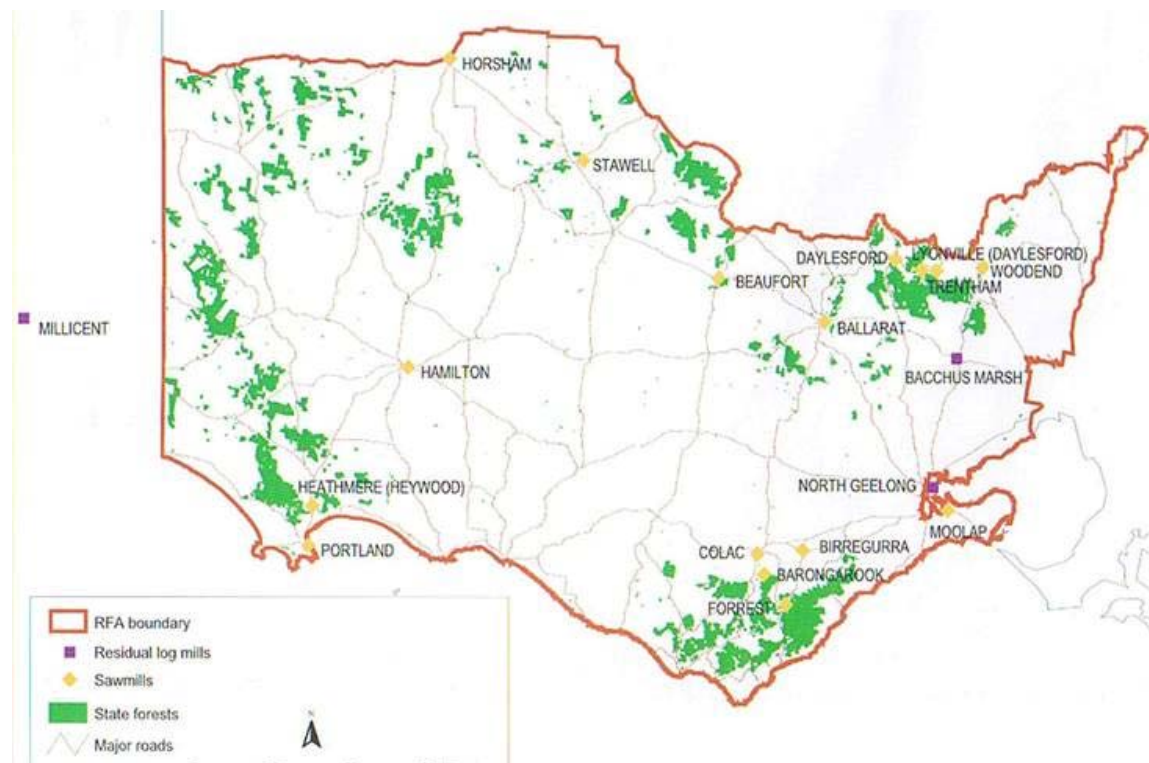 HORSHAM
STAWELL
DAYLESFORD
LYONVILLE (DAYLESFORD)
WOODEND
TRENTHAM
BEAUFORT
BALLARAT
MILLICENT
HAMILTON
BACCHUS MARSH
HEATHMERE (HEYWOOD)
NORTH GEELONG
MOOLAP
PORTLAND
COLAC
BIRREGURRA
BARONGAROOK
FORREST
RFA boundary
Residual log mills
Sawmills
State forests
Major roads
N